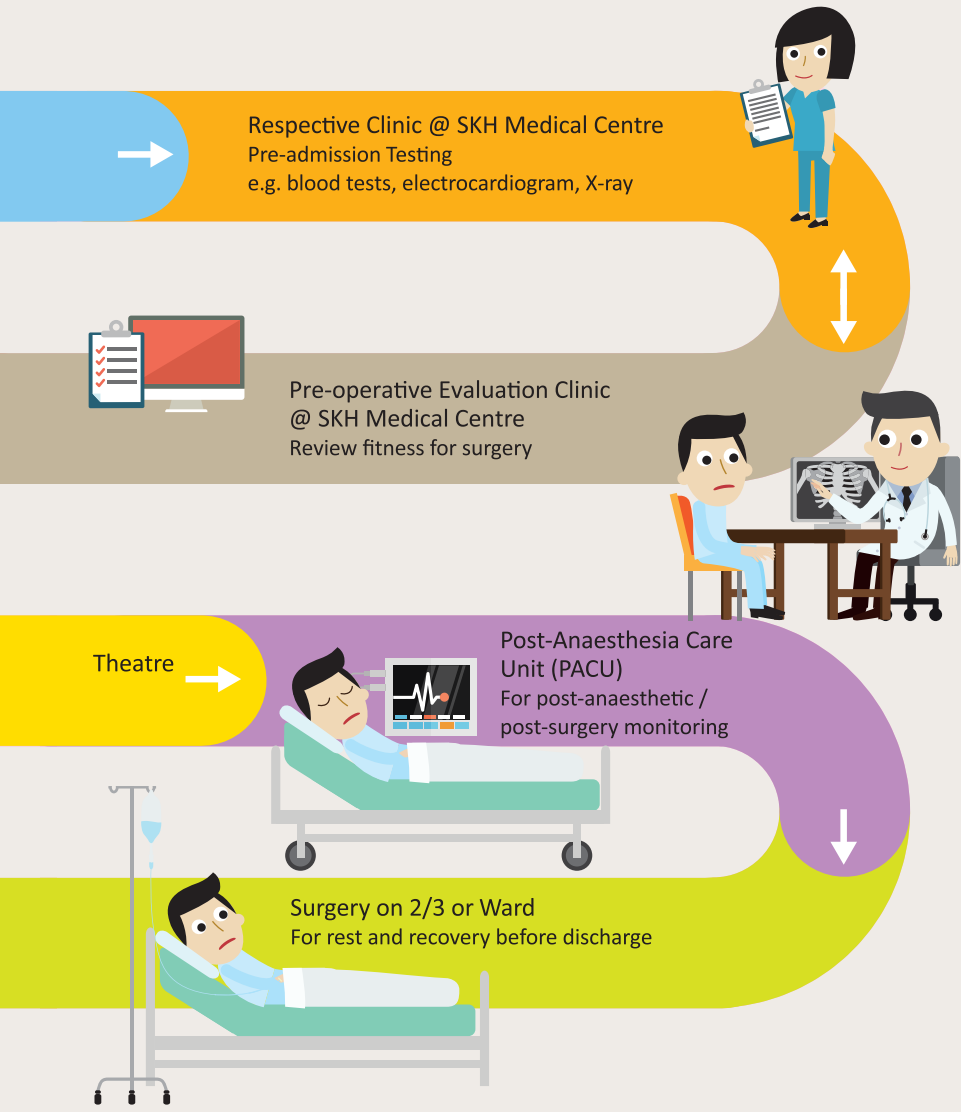 Respective Clinic @ SKH Medical Centre
Pre-admission Testing
e.g. blood tests, electrocardiogram, X-ray
Pre-operative Evaluation Clinic
@ SKH Medical Centre
Review fitness for surgery
Theatre
Post-Anaesthesia Care
Unit (PACU)
For post-anaesthetic /
post-surgery monitoring
Surgery on 2/3 or Ward
For rest and recovery before discharge